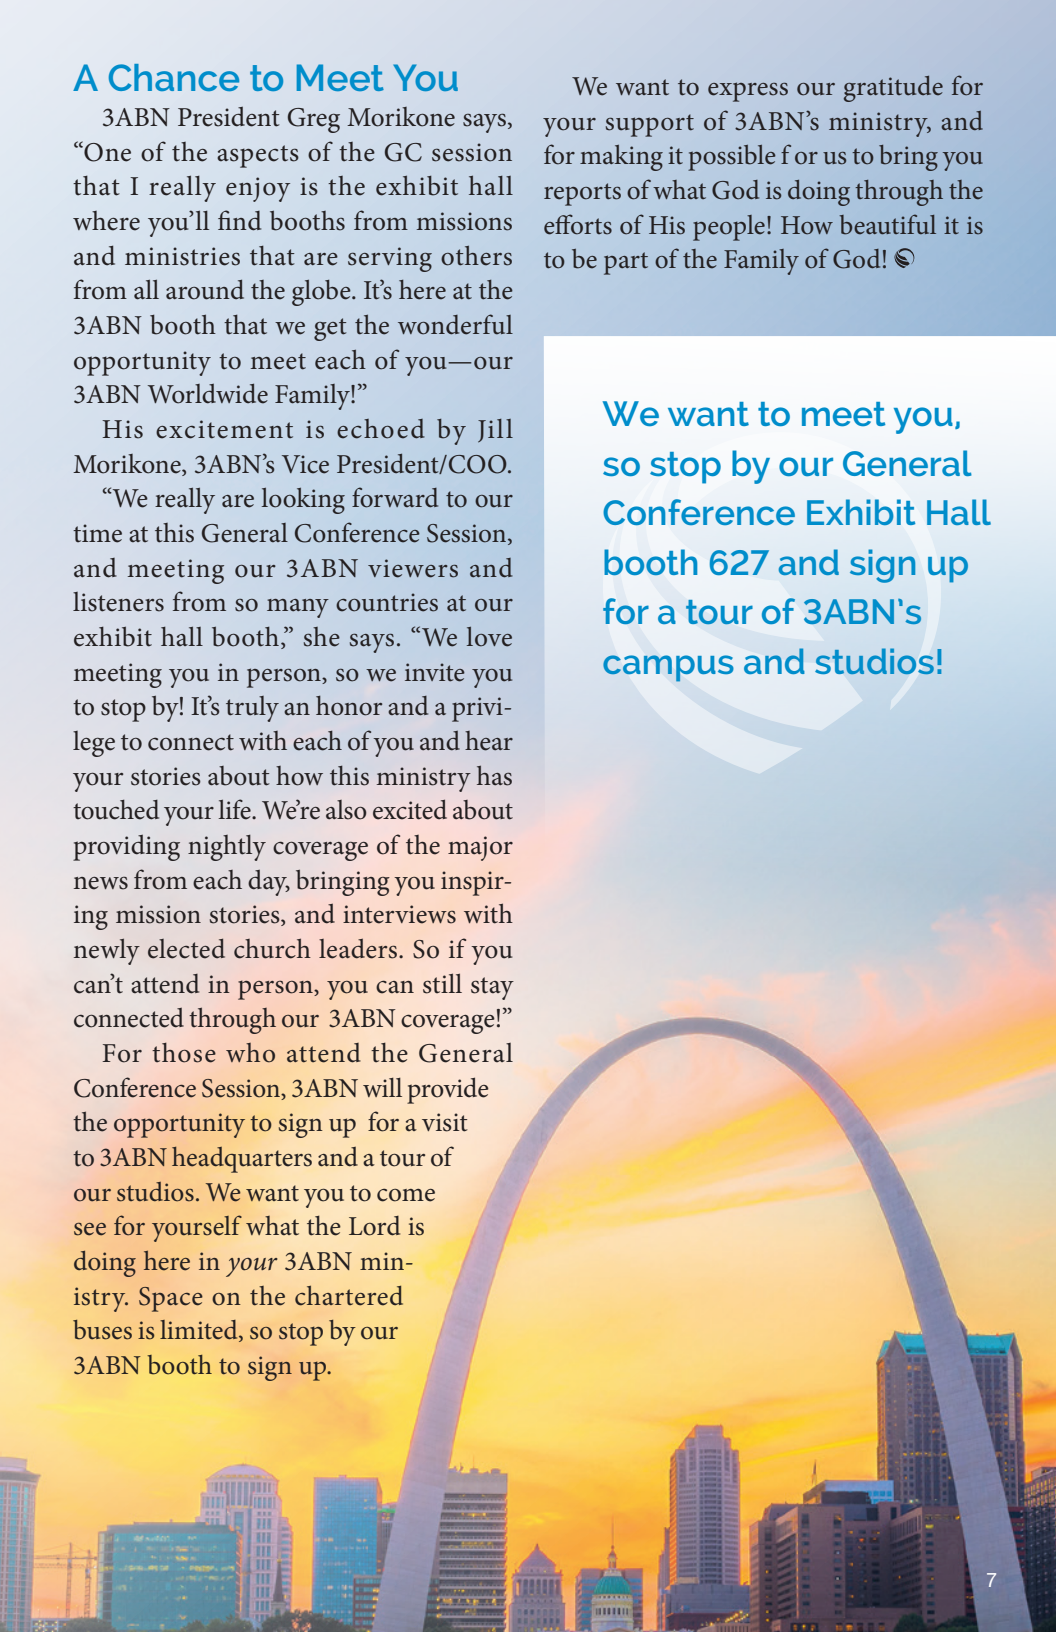 A Chance to Meet You
3ABN President Greg Morikone says,
“One of the aspects of the GC session
that I really enjoy is the exhibit hall
where you’ll find booths from missions
and ministries that are serving others
from all around the globe. It’s here at the
3ABN booth that we get the wonderful
opportunity to meet each of you—our
3ABN Worldwide Family!”
His excitement is echoed by Jill
Morikone, 3ABN’s Vice President/COO.
“We really are looking forward to our
time at this General Conference Session,
and meeting our 3ABN viewers and
listeners from so many countries at our
exhibit hall booth,” she says. “We love
meeting you in person, so we invite you
to stop by! It’s truly an honor and a privi-
lege to connect with each of you and hear
your stories about how this ministry has
touched your life. We’re also excited about
providing nightly coverage of the major
news from each day, bringing you inspir-
ing mission stories, and interviews with
newly elected church leaders. So if you
can’t attend in person, you can still stay
connected through our 3ABN coverage!”
For those who attend the General
Conference Session, 3ABN will provide
the opportunity to sign up for a visit
to 3ABN headquarters and a tour of
our studios. We want you to come
see for yourself what the Lord is
doing here in your 3ABN min-
istry. Space on the chartered
buses is limited, so stop by our
3ABN booth to sign up.
We want to express our gratitude for
your support of 3ABN’s ministry, and
for making it possible f or us to bring you
reports of what God is doing through the
efforts of His people! How beautiful it is
to be part of the Family of God!
We want to meet you,
so stop by our General
Conference Exhibit Hall
booth 627 and sign up
for a tour of 3ABN’s
campus and studios!
7